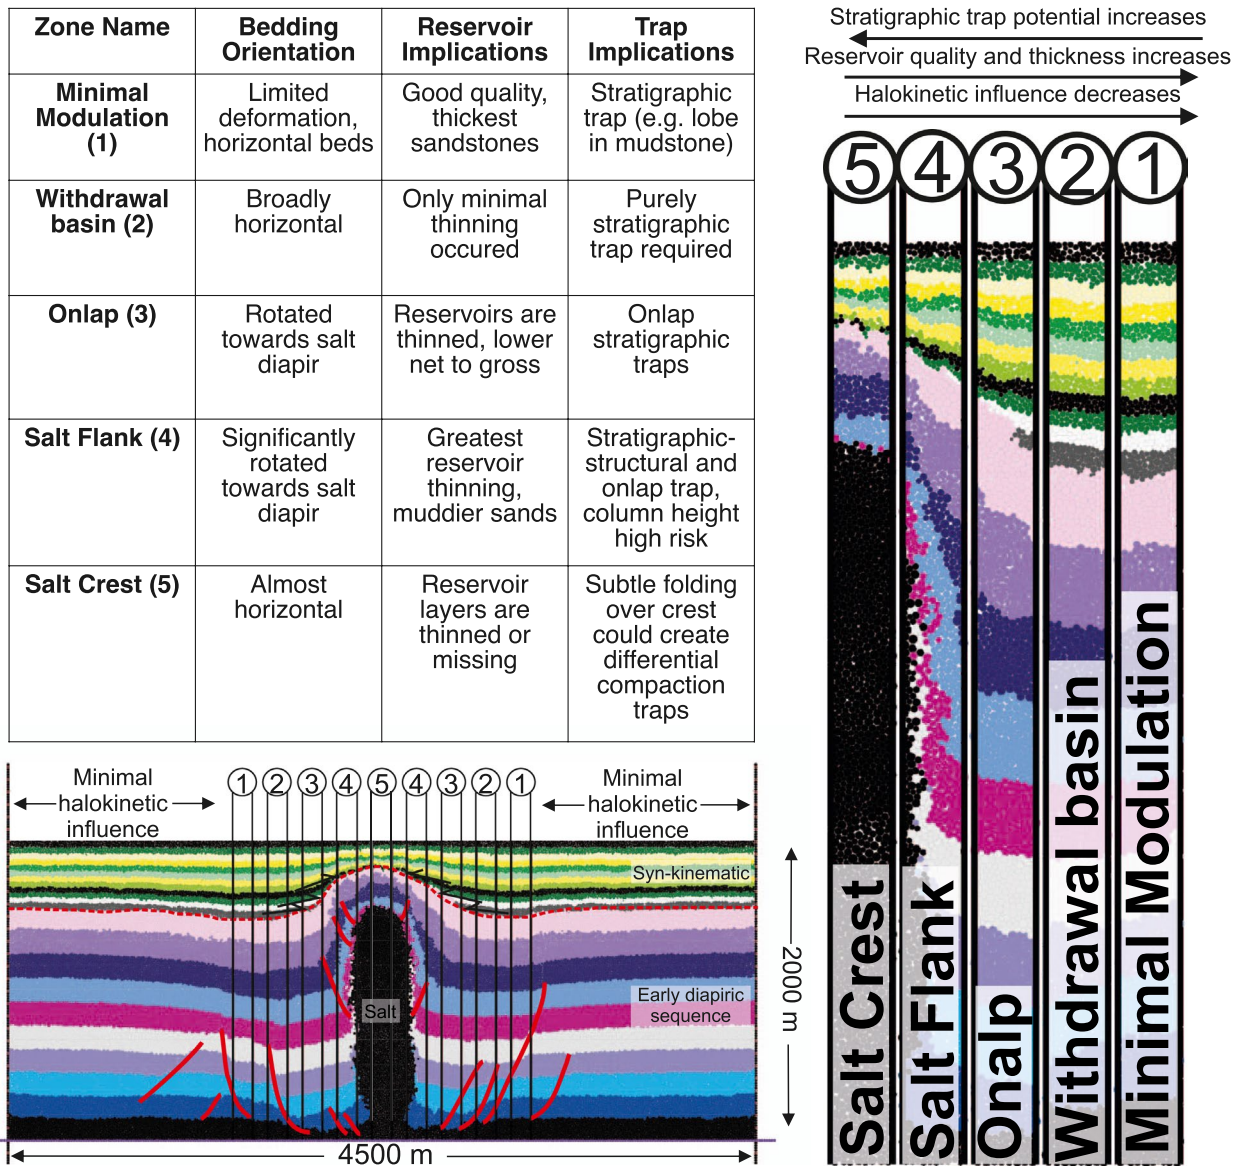 Zone Name
Bedding
Orientation
Reservoir
Implications
Trap
Implications
Minimal
Modulation
(1)
Limited
deformation,
horizontal beds
Good quality,
thickest
sandstones
Stratigraphic
trap (e.g. lobe
in mudstone)
Withdrawal
basin (2)
Broadly
horizontal
Only minimal
thinning
occured
Purely
stratigraphic
trap required
Onlap (3)
Rotated
towards salt
diapir
Reservoirs are
thinned, lower
net to gross
Onlap
stratigraphic
traps
Salt Flank (4)
Significantly
rotated
towards salt
diapir
Greatest
reservoir
thinning,
muddier sands
Stratigraphic-
structural and
onlap trap,
column height
high risk
Salt Crest (5)
Almost
horizontal
Reservoir
layers are
thinned or
missing
Subtle folding
over crest
could create
differential
compaction
traps
Stratigraphic trap potential increases
Reservoir quality and thickness increases
Halokinetic influence decreases
5 4 3 2 1
Salt Crest
Salt Flank
Onalp
Withdrawal basin
Minimal Modulation
Minimal
halokinetic
influence
1 2 3 4 5 4 3 2 1
Minimal
halokinetic
influence
Syn-kinematic
Early diapiric
sequence
Salt
2000 m
4500 m